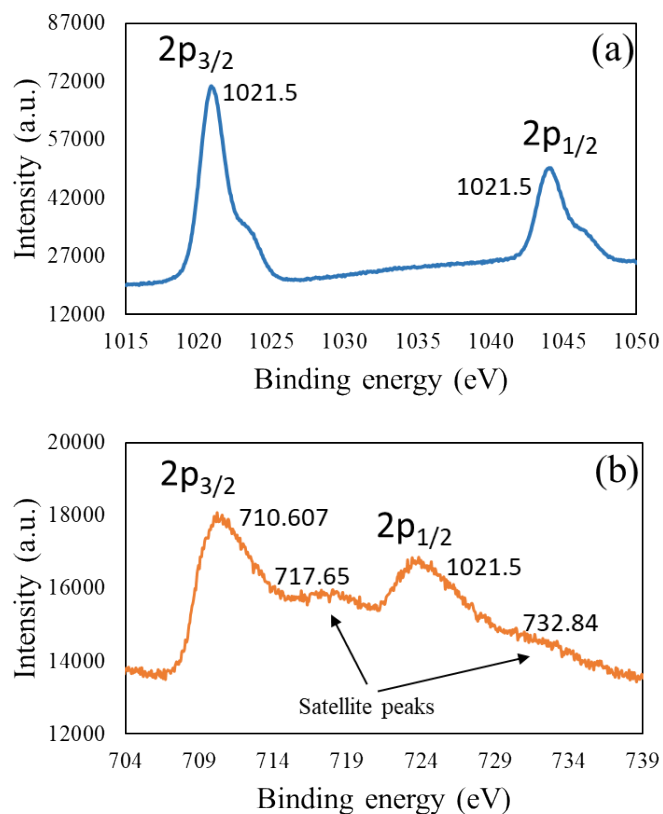 (a)
87000
72000
57000
42000
27000
12000
Intensity (a.u.)
2p3/2
1021.5
2p1/2
1021.5
1015 1020 1025 1030 1035 1040 1045 1050
Binding energy (eV)
(b)
20000
18000
16000
14000
12000
Intensity (a.u.)
2p3/2
710.607
717.65
2p1/2
1021.5
732.84
Satellite peaks
704 709 714 719 724 729 734 739
Binding energy (eV)